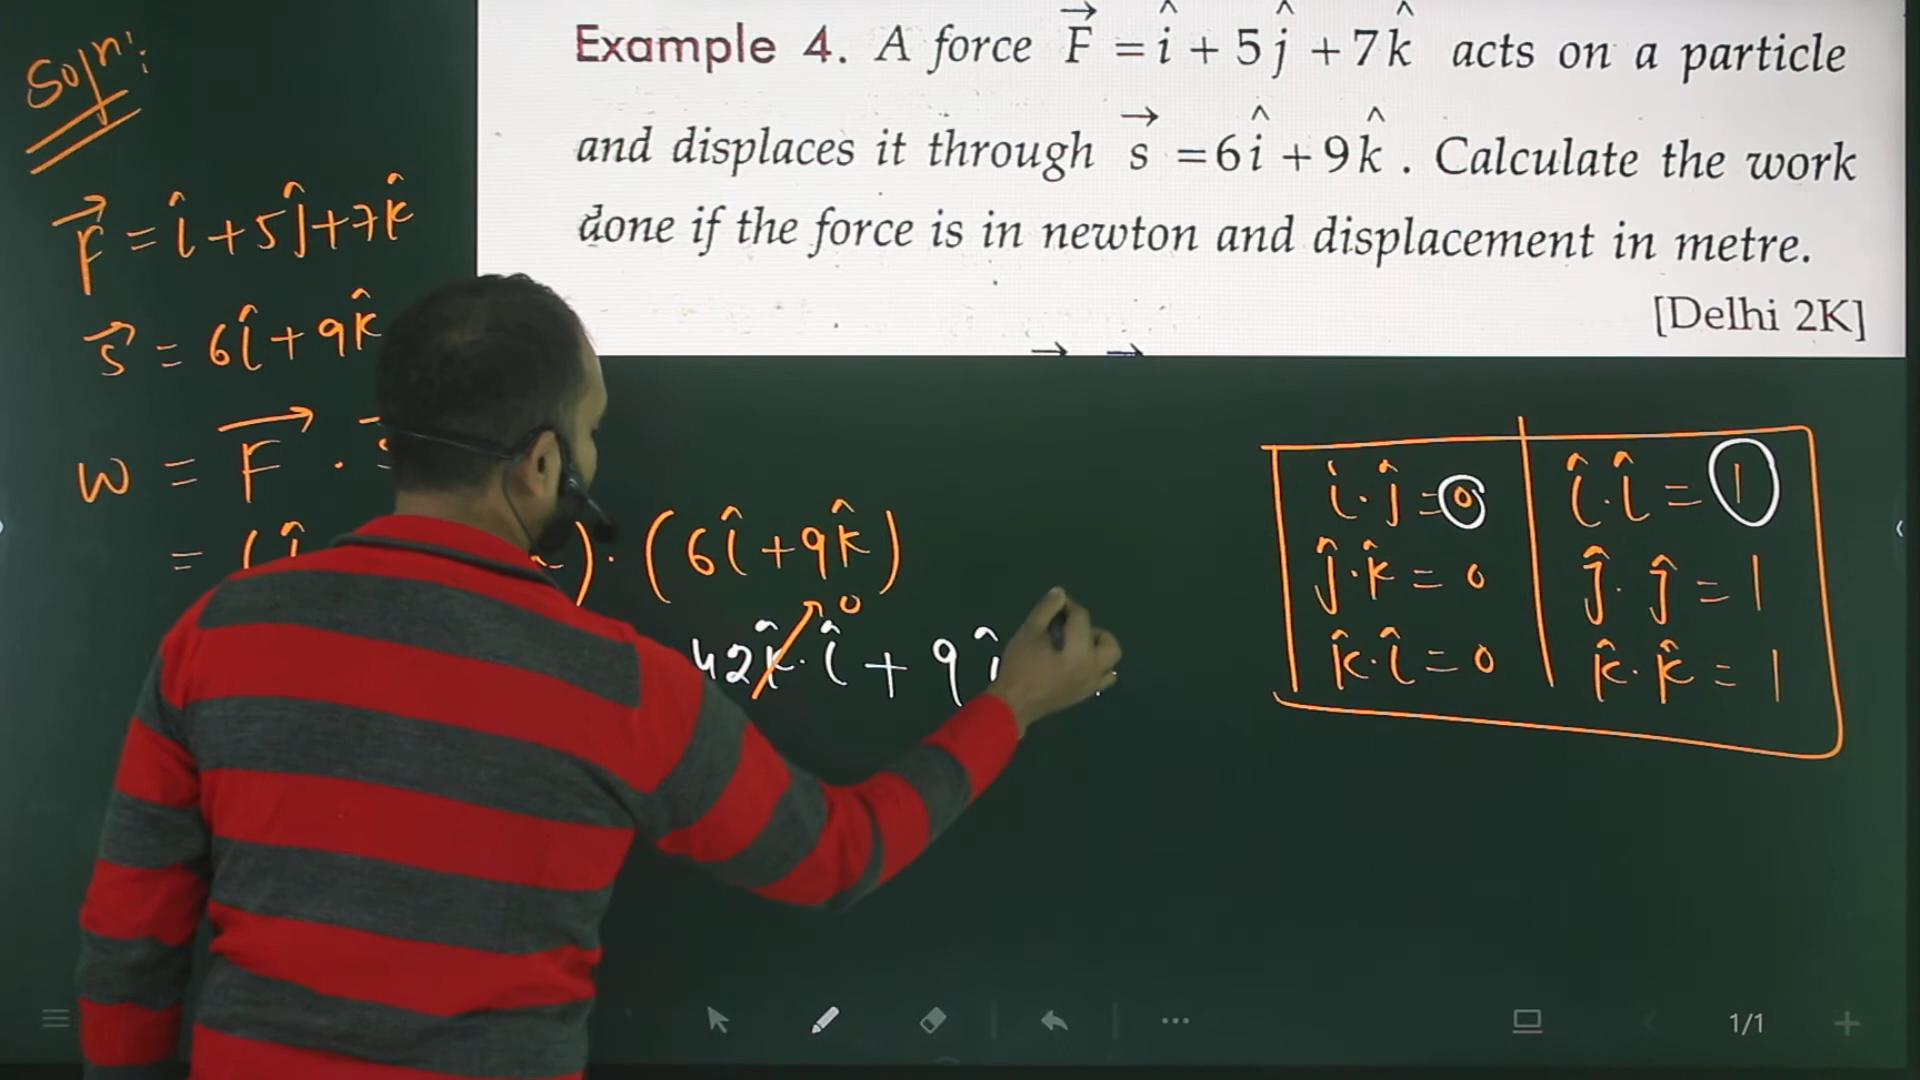 Soln:
Example 4. A force F⃗ = î + 5ĵ + 7k̂ acts on a particle
and displaces it through s⃗ = 6î + 9k̂ . Calculate the work
done if the force is in newton and displacement in metre.
[Delhi 2K]
F⃗ = î + 5ĵ + 7k̂
s⃗ = 6î + 9k̂
W = F⃗ .
= (î ) · (6î + 9k̂)
42k̂ · î 0 + 9î
î · ĵ = 0
ĵ · k̂ = 0
k̂ · î = 0
î · î = 1
ĵ · ĵ = 1
k̂ · k̂ = 1
1/1